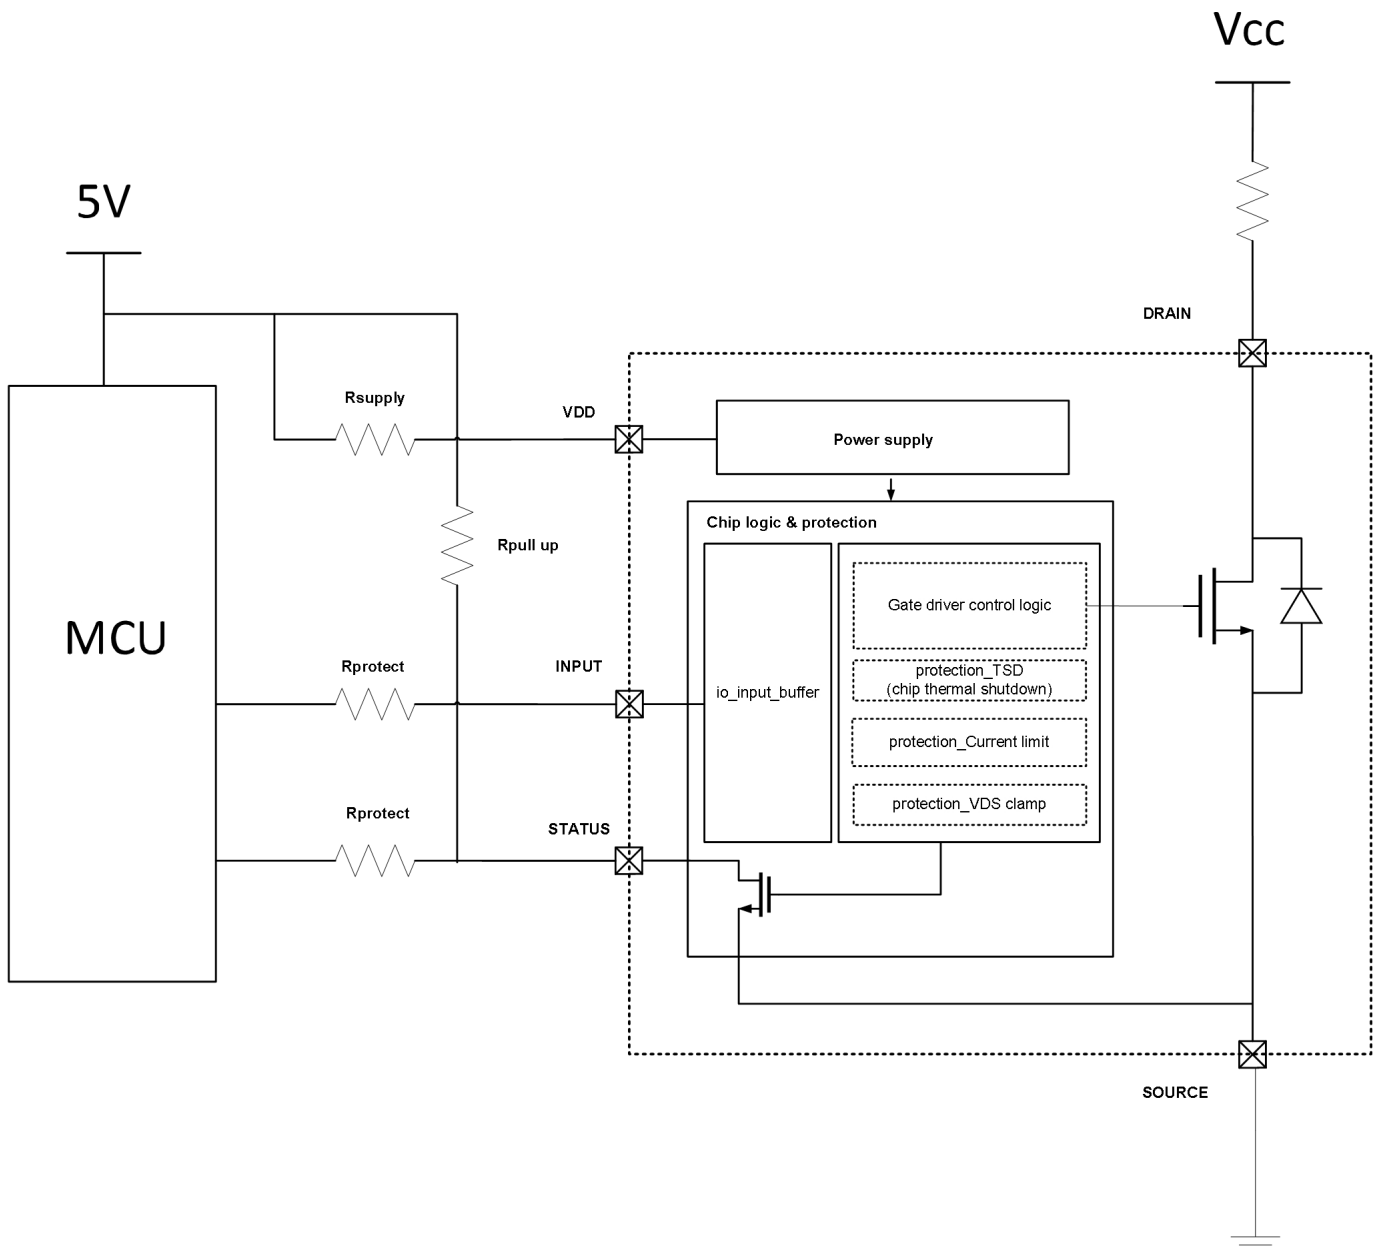 Vcc
5V
DRAIN
Rsupply
VDD
Power supply
Chip logic & protection
Rpull up
Gate driver control logic
MCU
INPUT
Rprotect
protection_TSD
(chip thermal shutdown)
io_input_buffer
protection_Current limit
protection_VDS clamp
Rprotect
STATUS
SOURCE